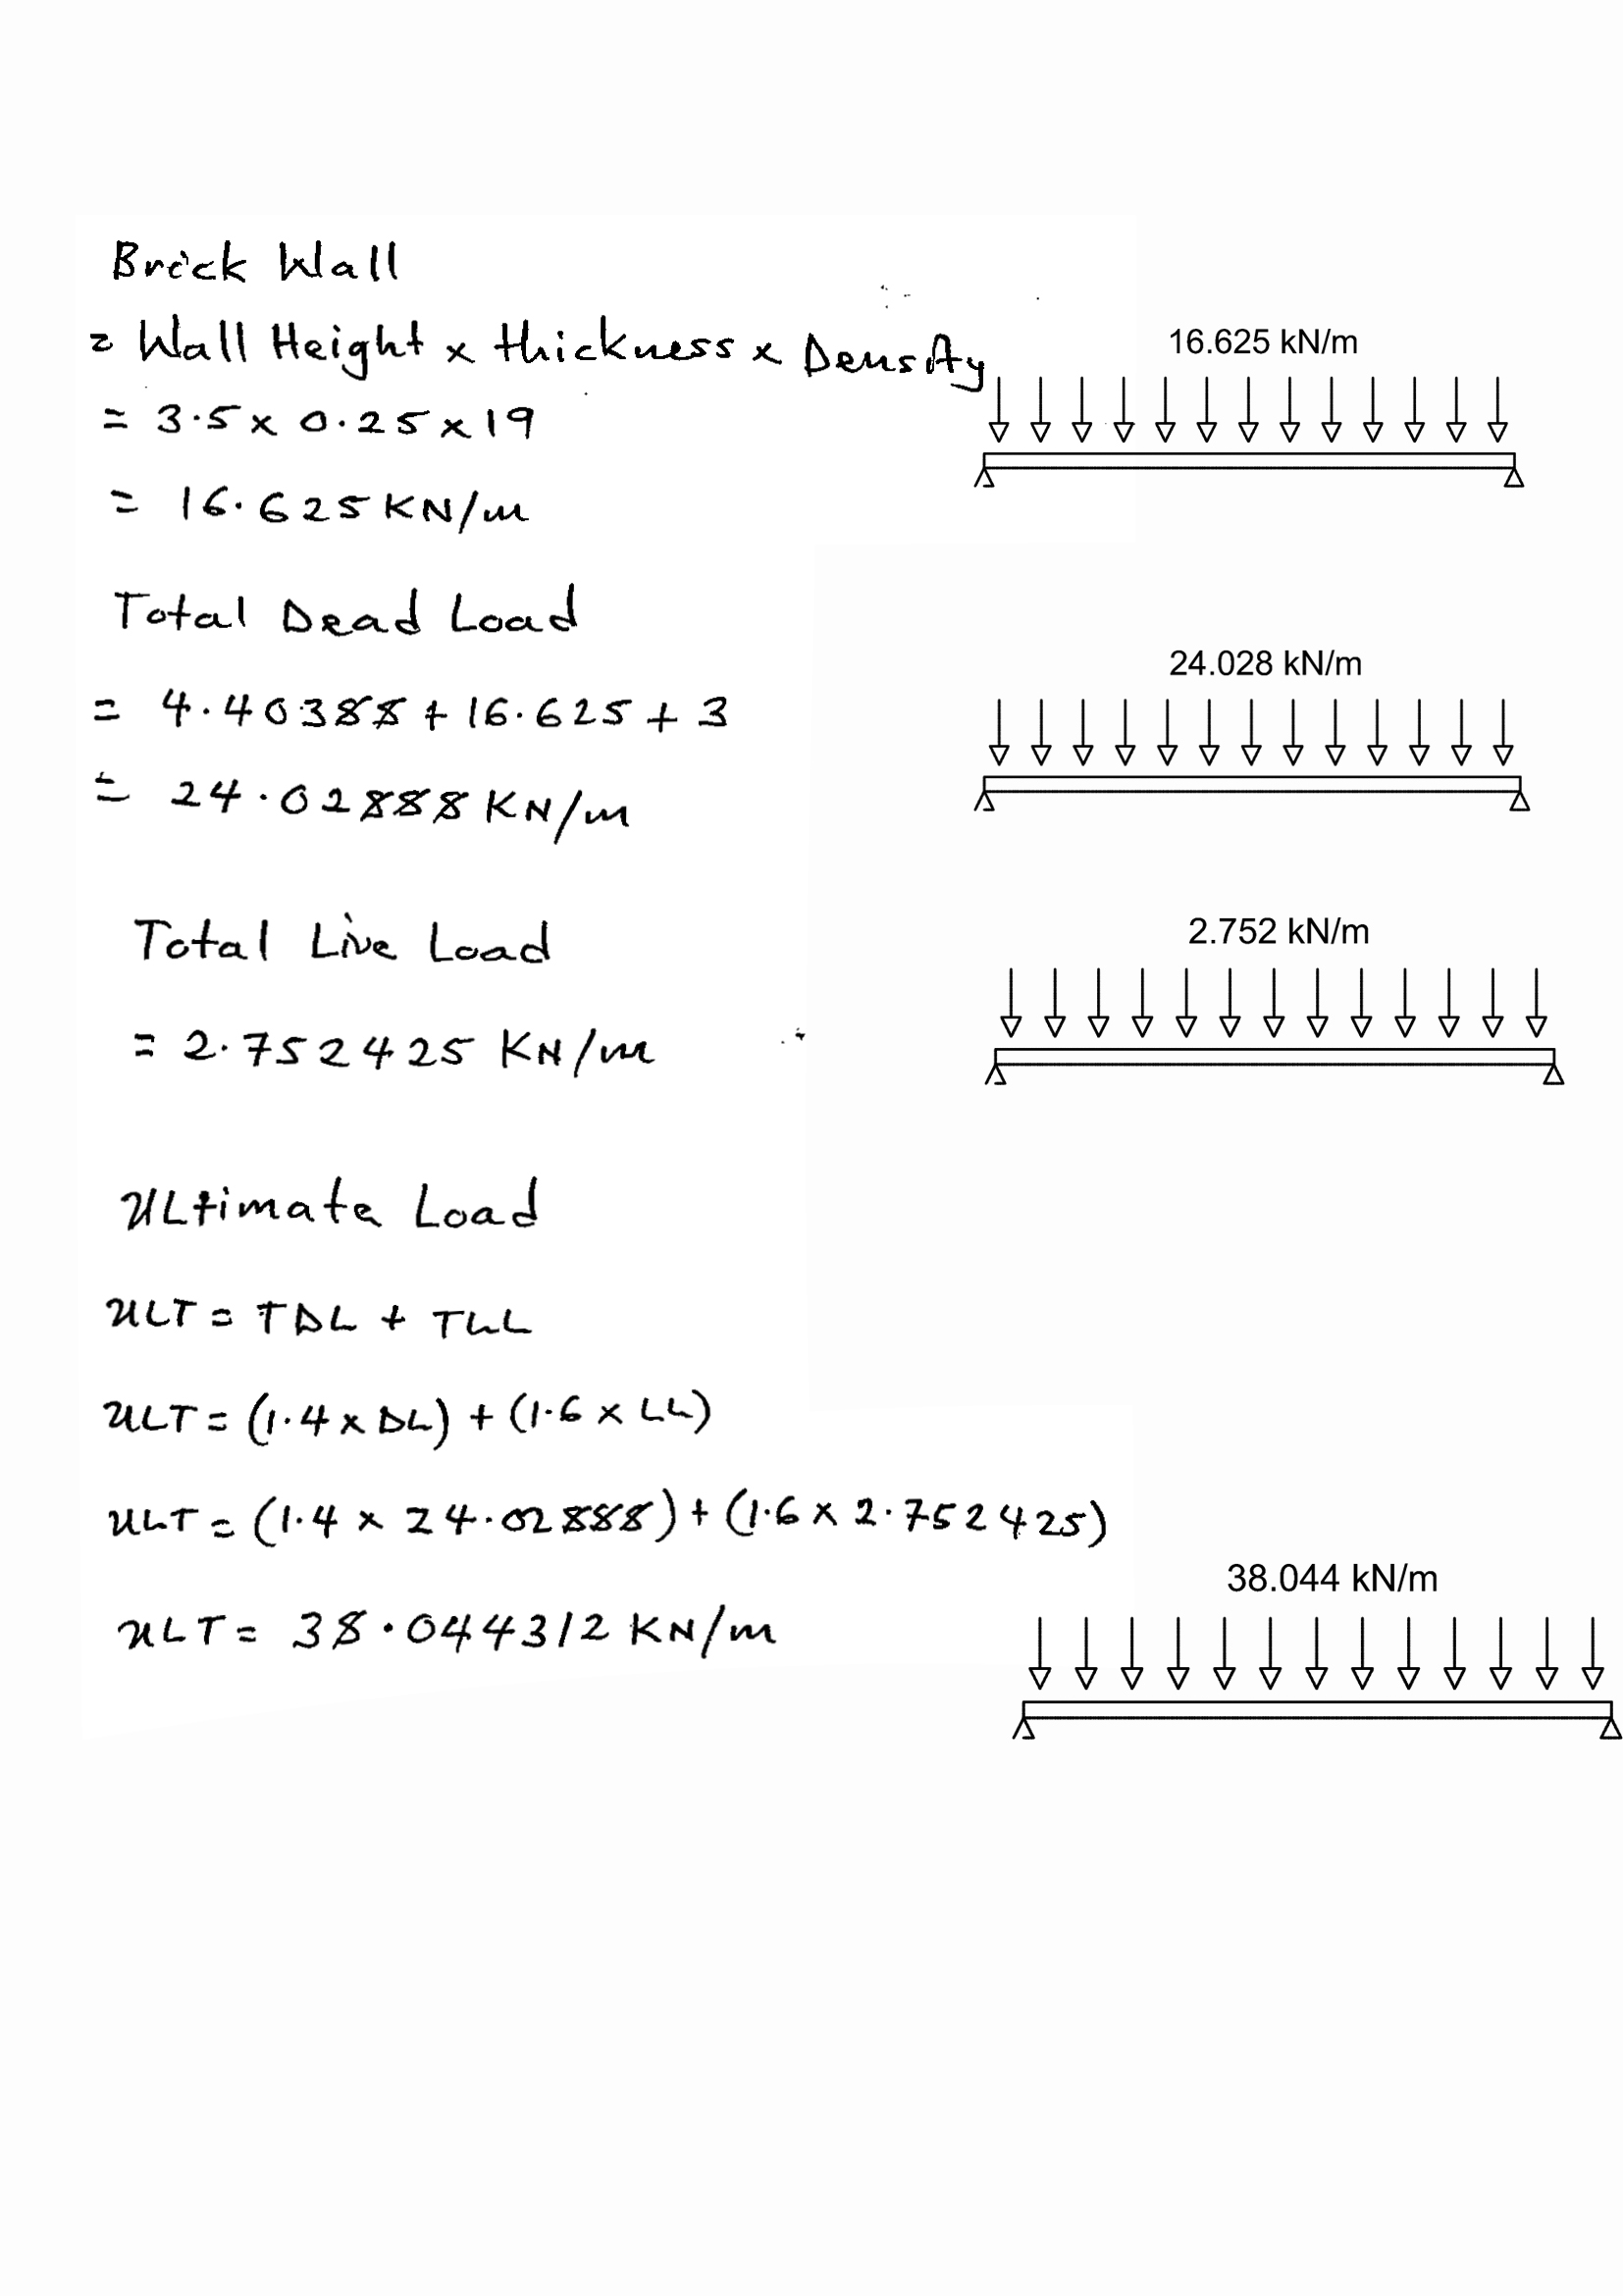 Brick Wall
= Wall Height x thickness x Density
16.625 kN/m
= 3.5 x 0.25 x 19
= 16.625 KN/m
Total Dead Load
24.028 kN/m
= 4.40388 + 16.625 + 3
= 24.02888 KN/m
Total Live Load
2.752 kN/m
= 2.752425 KN/m
ULtimate Load
ULT = TDL + TLL
ULT = (1.4 x DL) + (1.6 x LL)
ULT = (1.4 x 24.02888) + (1.6 x 2.752425)
38.044 kN/m
ULT = 38.044312 KN/m